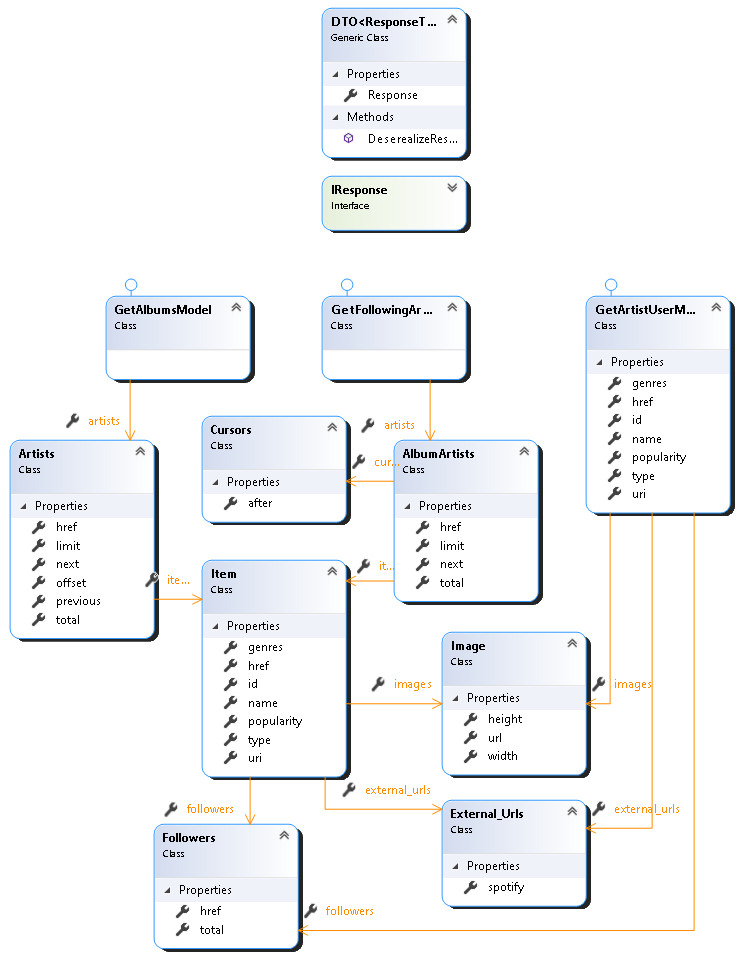 DTO<ResponseT...
Generic Class
Properties
Response
Methods
DeserealizeRes...
IResponse
Interface
GetAlbumsModel
Class
artists
GetFollowingAr...
Class
artists
GetArtistUserM...
Class
Properties
genres
href
id
name
popularity
type
uri
Artists
Class
Properties
href
limit
next
offset
previous
total
ite...
Cursors
Class
Properties
after
cur...
AlbumArtists
Class
Properties
href
limit
next
total
it...
Item
Class
Properties
genres
href
id
name
popularity
type
uri
images
Image
Class
Properties
height
url
width
images
followers
external_urls
External_Urls
Class
Properties
spotify
external_urls
Followers
Class
Properties
href
total
followers